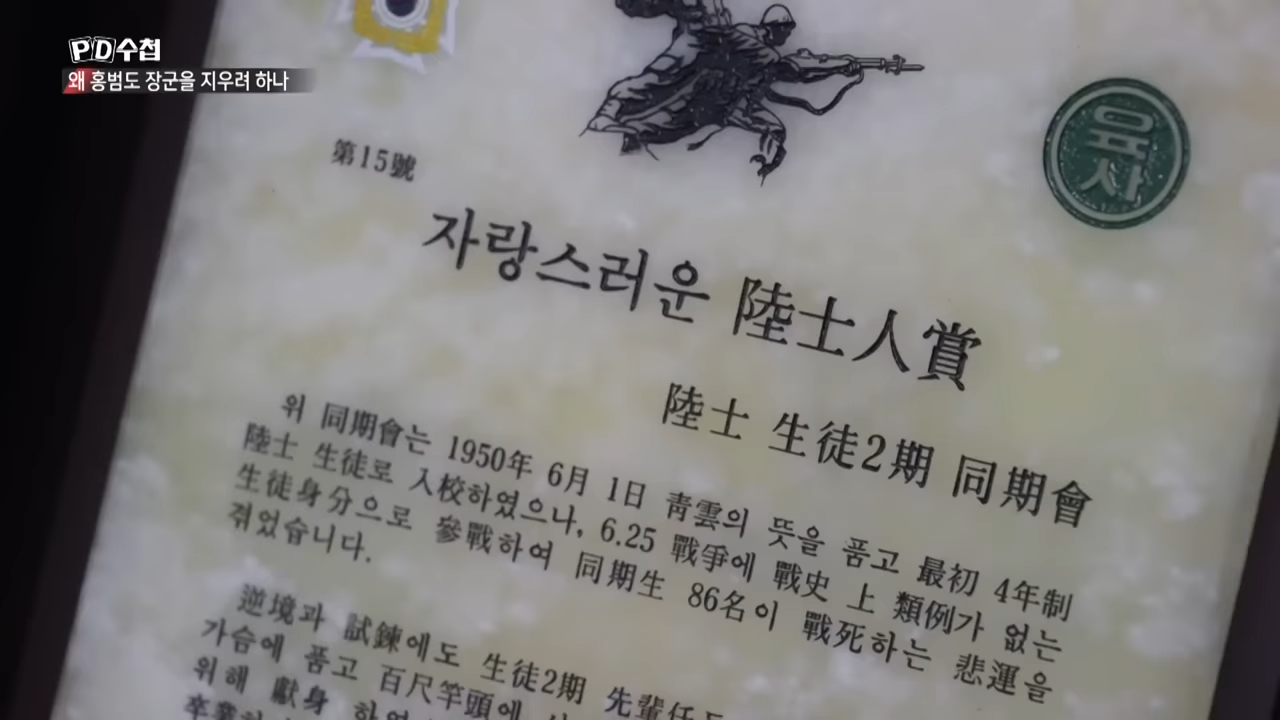 PD수첩
왜 홍범도 장군을 지우려 하나
육사
第15號
자랑스러운 陸士人賞
陸士 生徒2期 同期會
위 同期會는 1950年 6月 1日 靑雲의 뜻을 품고 最初 4年制
陸士 生徒로 入校하였으나, 6.25 戰爭에 戰史 上 類例가 없는
生徒身分으로 參戰하여 同期生 86名이 戰死하는 悲運을
겪었습니다.
逆境과 試鍊에도 生徒2期 先輩任
가슴에 품고 百尺竿頭에
위해 獻身